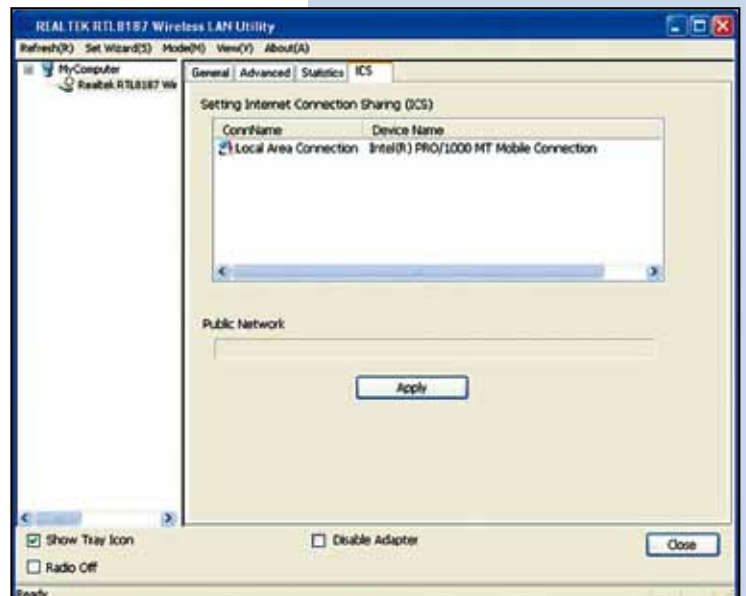 REALTEK RTL8187 Wireless LAN Utility
Refresh(R) Set Wizard(S) Mode(M) View(V) About(A)
MyComputer
Realtek RTL8187 Wir
General Advanced Statistics ICS
Setting Internet Connection Sharing (ICS)
ConnName Device Name
Local Area Connection Intel(R) PRO/1000 MT Mobile Connection
Public Network
Apply
Show Tray Icon
Disable Adapter
Close
Radio Off
Ready